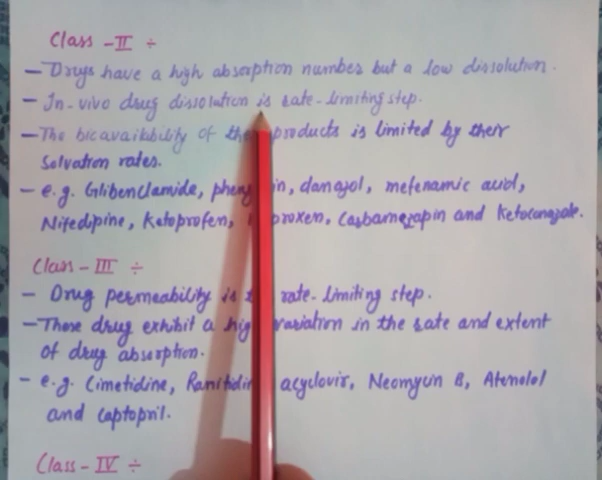 Class - II ÷
- Drugs have a high absorption number but a low dissolution.
- In-vivo drug dissolution is rate-limiting step.
- The bioavailability of the products is limited by their
solvation rates.
- e.g. Glibenclamide, danazol, mefenamic acid,
Nifedipine, Ketoprofen, Carbamezapin and Ketoconazole.
Class - III ÷
- Drug permeability is rate-limiting step.
- These drug exhibit a high variation in the rate and extent
of drug absorption.
- e.g. Cimetidine, Ranitidine acyclovir, Neomycin B, Atenolol
and captopril.
Class - IV ÷